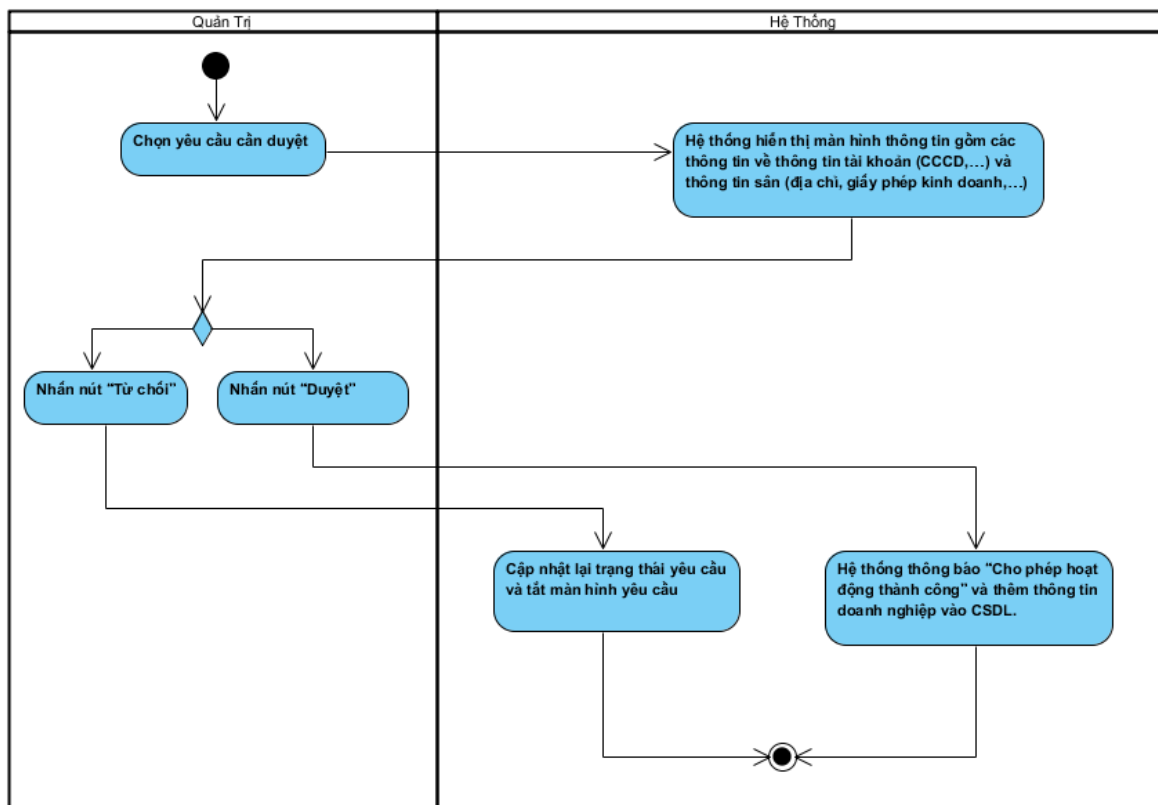 Quản Trị
Hệ Thống
Chọn yêu cầu cần duyệt
Hệ thống hiển thị màn hình thông tin gồm các
thông tin về thông tin tài khoản (CCCD,...) và
thông tin sân (địa chỉ, giấy phép kinh doanh,...)
Nhấn nút "Từ chối"
Nhấn nút "Duyệt"
Cập nhật lại trạng thái yêu cầu
và tắt màn hình yêu cầu
Hệ thống thông báo "Cho phép hoạt
động thành công" và thêm thông tin
doanh nghiệp vào CSDL.